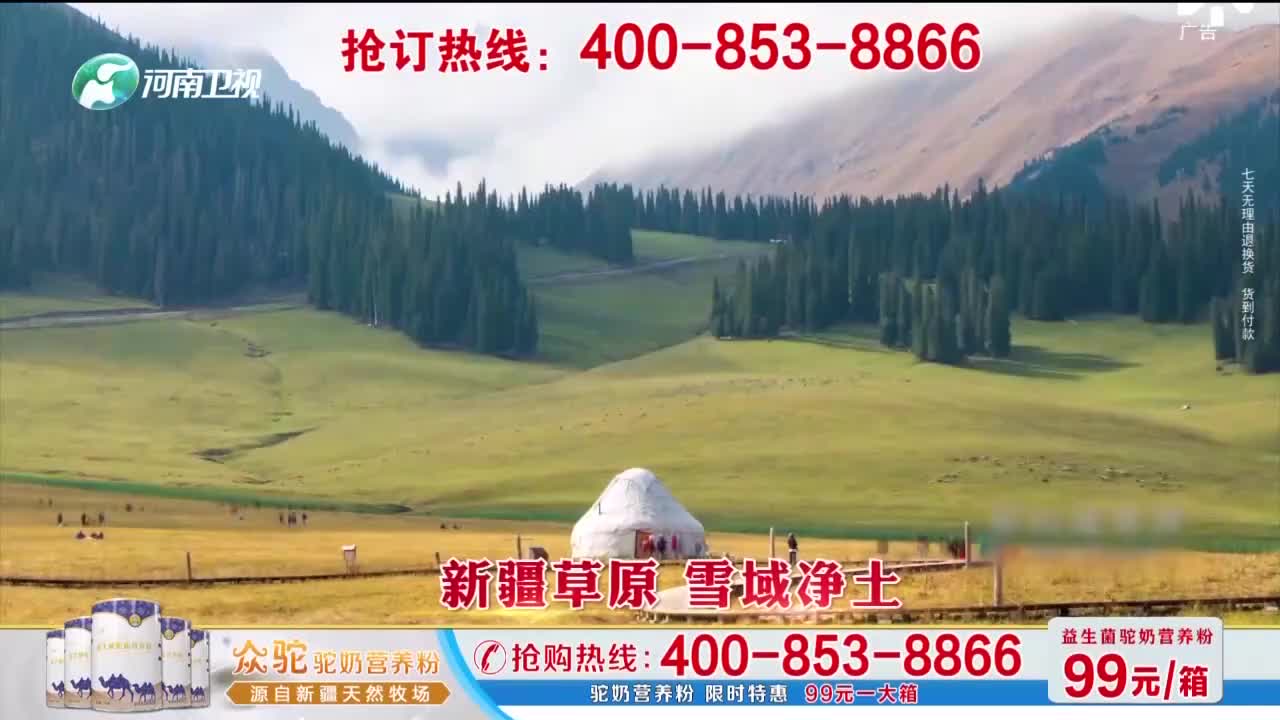 抢订热线：400-853-8866
广告
河南卫视
七天无理由退换货 货到付款
新疆草原 雪域净土
众驼 驼奶营养粉
源自新疆天然牧场
抢购热线：400-853-8866
驼奶营养粉 限时特惠 99元一大箱
益生菌驼奶营养粉
99元/箱